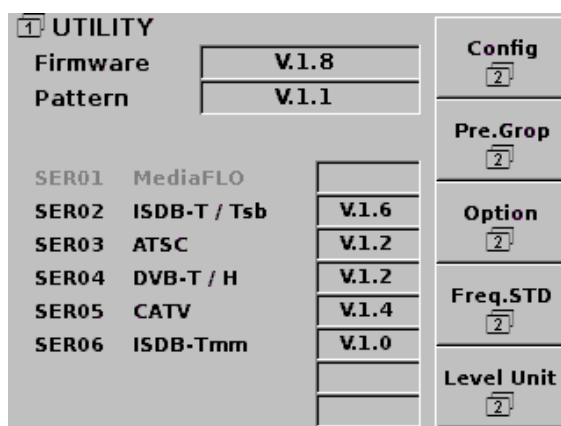 1 UTILITY
Firmware V.1.8
Pattern V.1.1
SER01 MediaFLO
SER02 ISDB-T / Tsb V.1.6
SER03 ATSC V.1.2
SER04 DVB-T / H V.1.2
SER05 CATV V.1.4
SER06 ISDB-Tmm V.1.0
Config
2
Pre.Grop
2
Option
2
Freq.STD
2
Level Unit
2